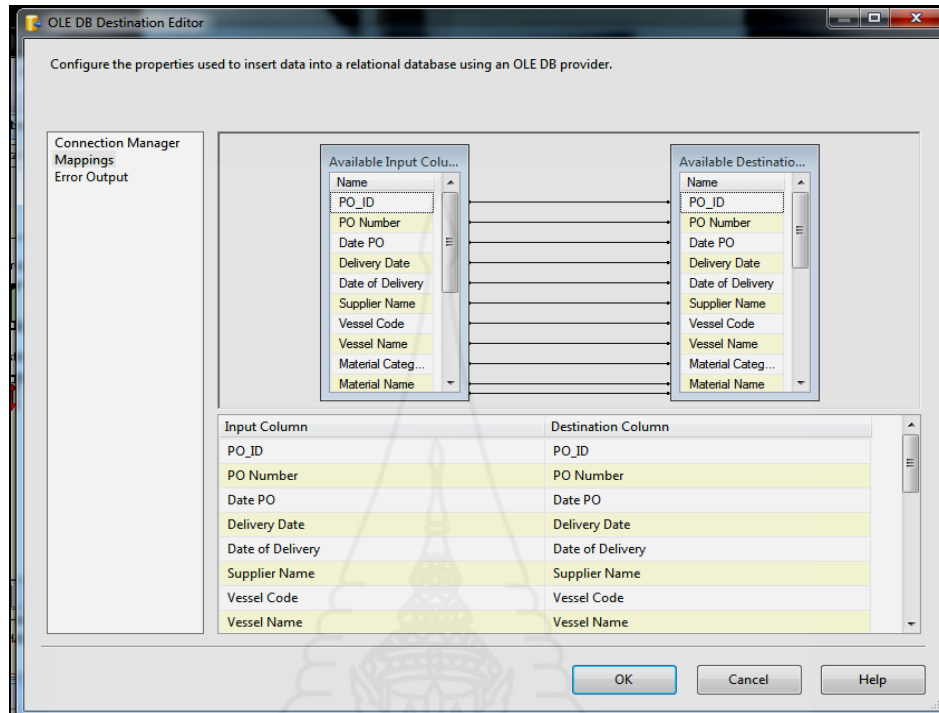 OLE DB Destination Editor
Configure the properties used to insert data into a relational database using an OLE DB provider.
Connection Manager
Mappings
Error Output
Available Input Colu...
Name
PO_ID
PO Number
Date PO
Delivery Date
Date of Delivery
Supplier Name
Vessel Code
Vessel Name
Material Categ...
Material Name
Available Destinatio...
Name
PO_ID
PO Number
Date PO
Delivery Date
Date of Delivery
Supplier Name
Vessel Code
Vessel Name
Material Categ...
Material Name
Input Column Destination Column
PO_ID PO_ID
PO Number PO Number
Date PO Date PO
Delivery Date Delivery Date
Date of Delivery Date of Delivery
Supplier Name Supplier Name
Vessel Code Vessel Code
Vessel Name Vessel Name
OK Cancel Help